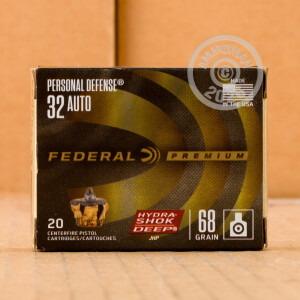 PERSONAL DEFENSE®
32 AUTO
MADE
IN THE USA
FEDERAL PREMIUM
20
CENTERFIRE PISTOL
CARTRIDGES/CARTOUCHES
HYDRA-
SHOK
DEEP®
JHP
68
GRAIN